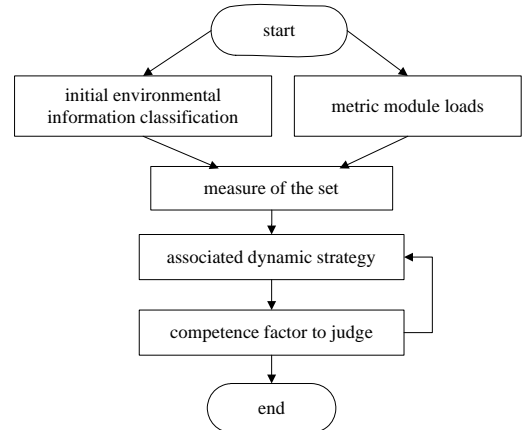 start
initial environmental
information classification
metric module loads
measure of the set
associated dynamic strategy
competence factor to judge
end